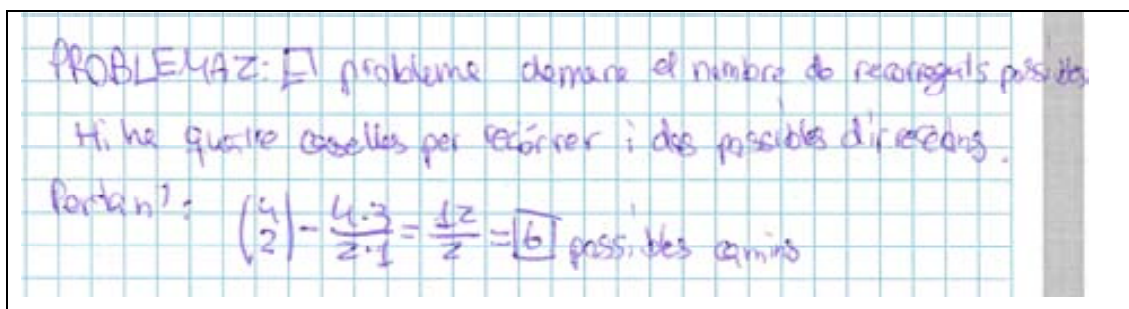 PROBLEMA 2: El problema demana el nombre de recorreguts possibles.
Hi ha quatre caselles per recórrer i dos possibles direccions.
Per tant: (4 2) = 4·3 / 2·1 = 12 / 2 = 6 possibles camins